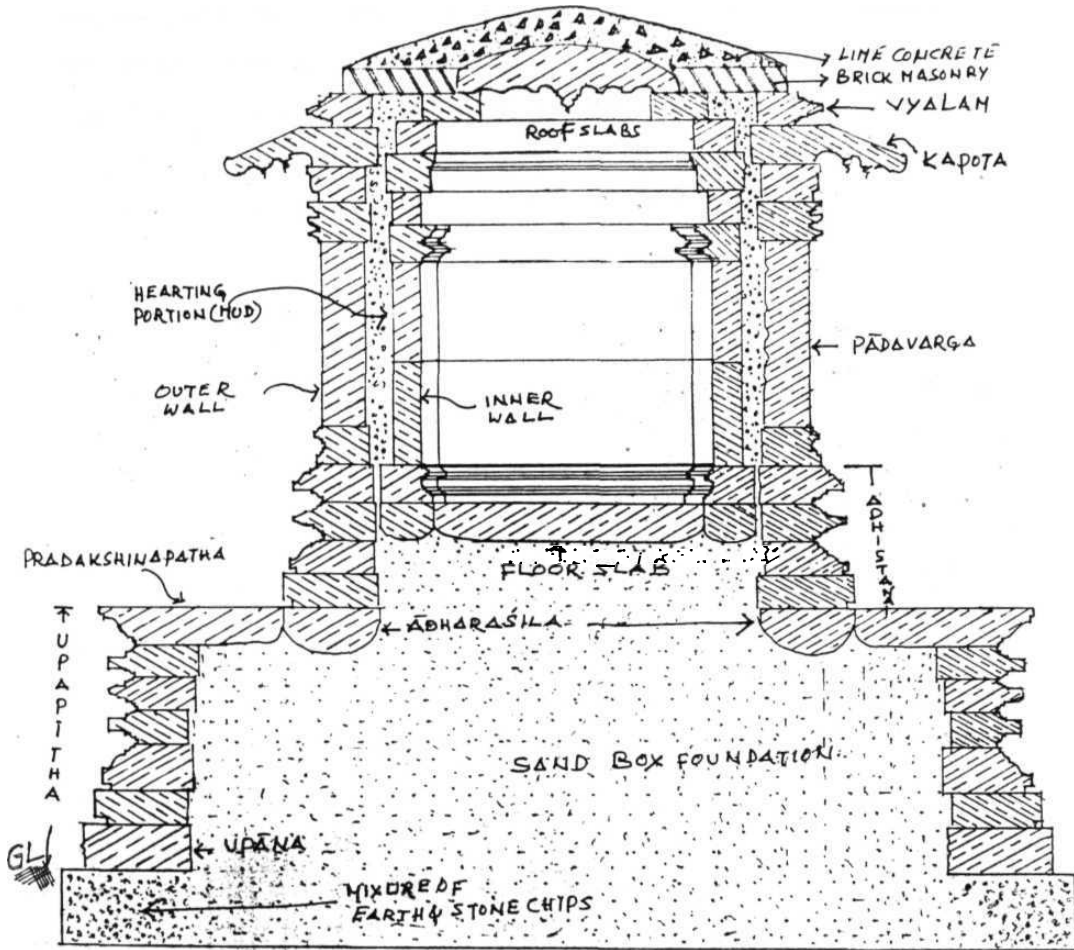 LIME CONCRETE
BRICK MASONRY
VYALAM
ROOF SLABS
KAPOTA
HEARTING
PORTION (MUD)
PĀDAVARGA
OUTER
WALL
INNER
WALL
ADHISTANA
PRADAKSHINAPATHA
FLOOR SLAB
ĀDHARAŚILA
UPAPĪTHA
SAND BOX FOUNDATION
GL
UPĀNA
MIXURE OF
EARTH & STONE CHIPS